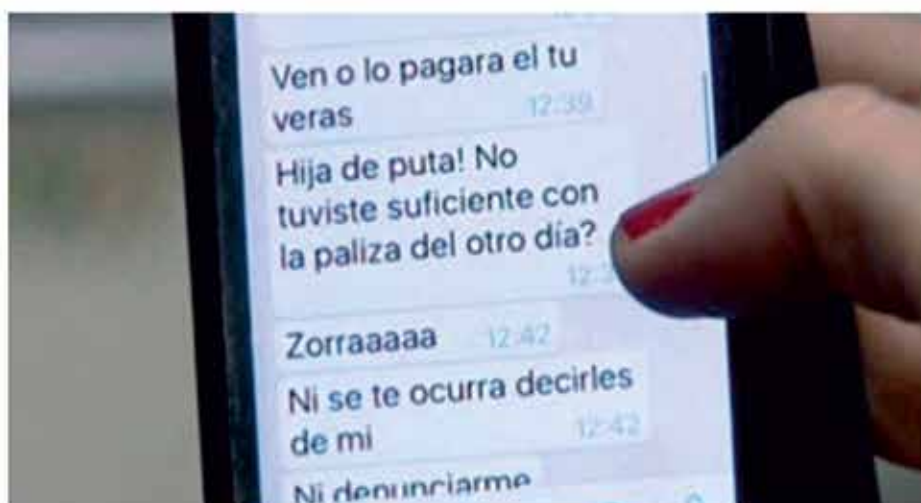 Ven o lo pagara el tu
veras
12:39
Hija de puta! No
tuviste suficiente con
la paliza del otro día?
Zorraaaaa 12:42
Ni se te ocurra decirles
de mi
12:42
Ni denunciarme